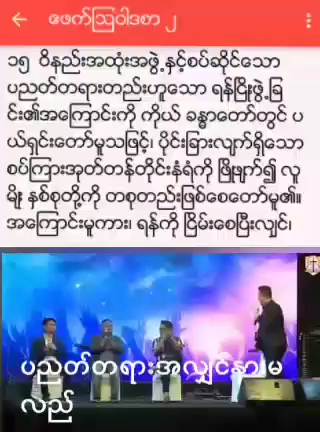 ဧဖက်ဩဝါဒစာ ၂
၁၅ ဝိနည်းအထုံးအဖွဲ့နှင့်စပ်ဆိုင်သော
ပညတ်တရားတည်းဟူသော ရန်ငြိုးဖွဲ့ခြ
င်း၏အကြောင်းကို ကိုယ် ခန္ဓာတော်တွင် ပ
ယ်ရှင်းတော်မူသဖြင့်၊ ပိုင်းခြားလျက်ရှိသော
စပ်ကြားအုတ်တန်တိုင်းနံရံကို ဖြိုဖျက်၍ လူ
မျိုး နှစ်စုတို့ကို တစုတည်းဖြစ်စေတော်မူ၏။
အကြောင်းမူကား၊ ရန်ကို ငြိမ်းစေပြီးလျှင်၊
ပညတ်တရားအလျှင်နာ၊မ
လည်